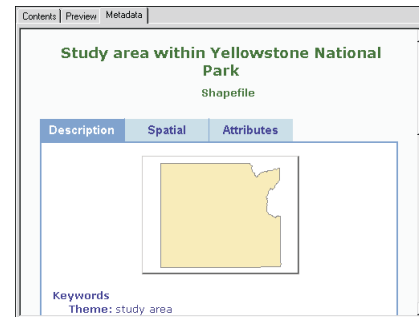 Contents Preview Metadata
Study area within Yellowstone National
Park
Shapefile
Description Spatial Attributes
Keywords
Theme: study area